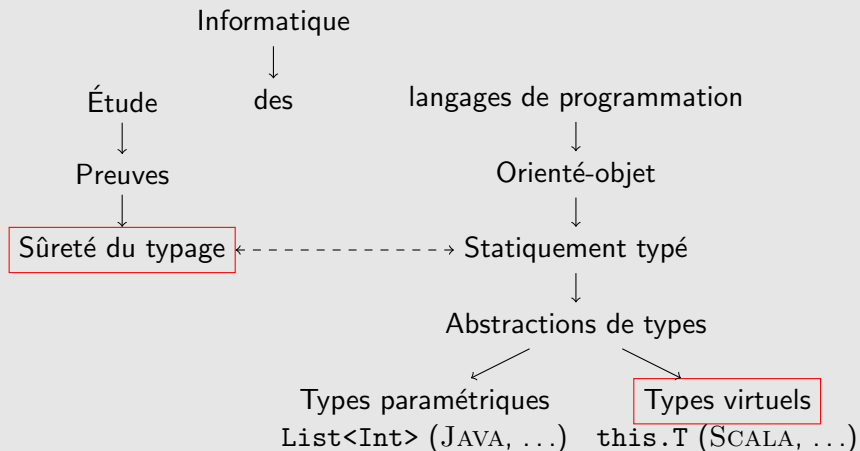 Informatique
Étude des langages de programmation
Preuves Orienté-objet
Sûreté du typage Statiquement typé
Abstractions de types
Types paramétriques Types virtuels
List<Int> (JAVA, ...) this.T (SCALA, ...)